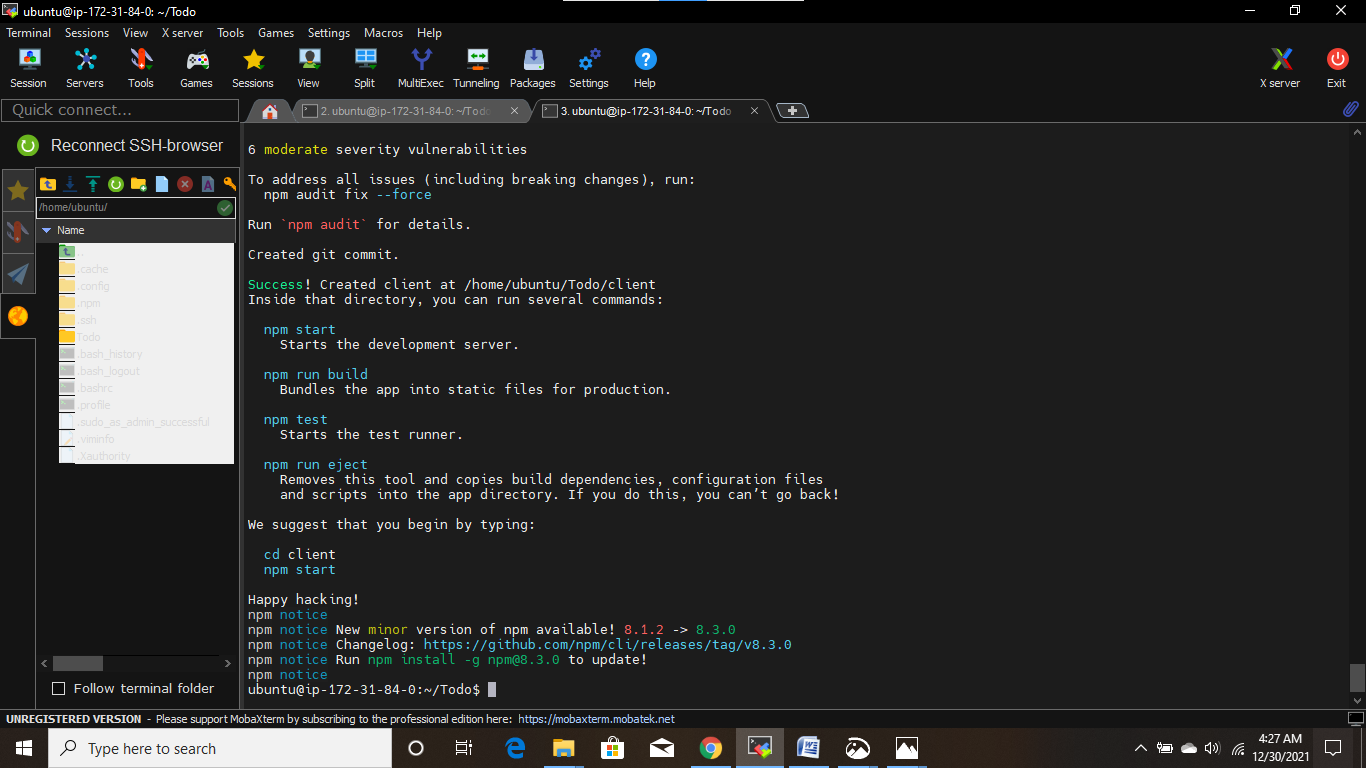 ubuntu@ip-172-31-84-0: ~/Todo
Terminal Sessions View X server Tools Games Settings Macros Help
Session Servers Tools Games Sessions View Split MultiExec Tunneling Packages Settings Help X server Exit
Quick connect...
2. ubuntu@ip-172-31-84-0: ~/Todo
3. ubuntu@ip-172-31-84-0: ~/Todo
Reconnect SSH-browser
/home/ubuntu/
Name
..
.cache
.config
.npm
.ssh
Todo
.bash_history
.bash_logout
.bashrc
.profile
.sudo_as_admin_successful
.viminfo
.Xauthority
Follow terminal folder
6 moderate severity vulnerabilities
To address all issues (including breaking changes), run:
npm audit fix --force
Run `npm audit` for details.
Created git commit.
Success! Created client at /home/ubuntu/Todo/client
Inside that directory, you can run several commands:
npm start
Starts the development server.
npm run build
Bundles the app into static files for production.
npm test
Starts the test runner.
npm run eject
Removes this tool and copies build dependencies, configuration files
and scripts into the app directory. If you do this, you can’t go back!
We suggest that you begin by typing:
cd client
npm start
Happy hacking!
npm notice
npm notice New minor version of npm available! 8.1.2 -> 8.3.0
npm notice Changelog: https://github.com/npm/cli/releases/tag/v8.3.0
npm notice Run npm install -g npm@8.3.0 to update!
npm notice
ubuntu@ip-172-31-84-0:~/Todo$
UNREGISTERED VERSION - Please support MobaXterm by subscribing to the professional edition here: https://mobaxterm.mobatek.net
Type here to search
4:27 AM
12/30/2021